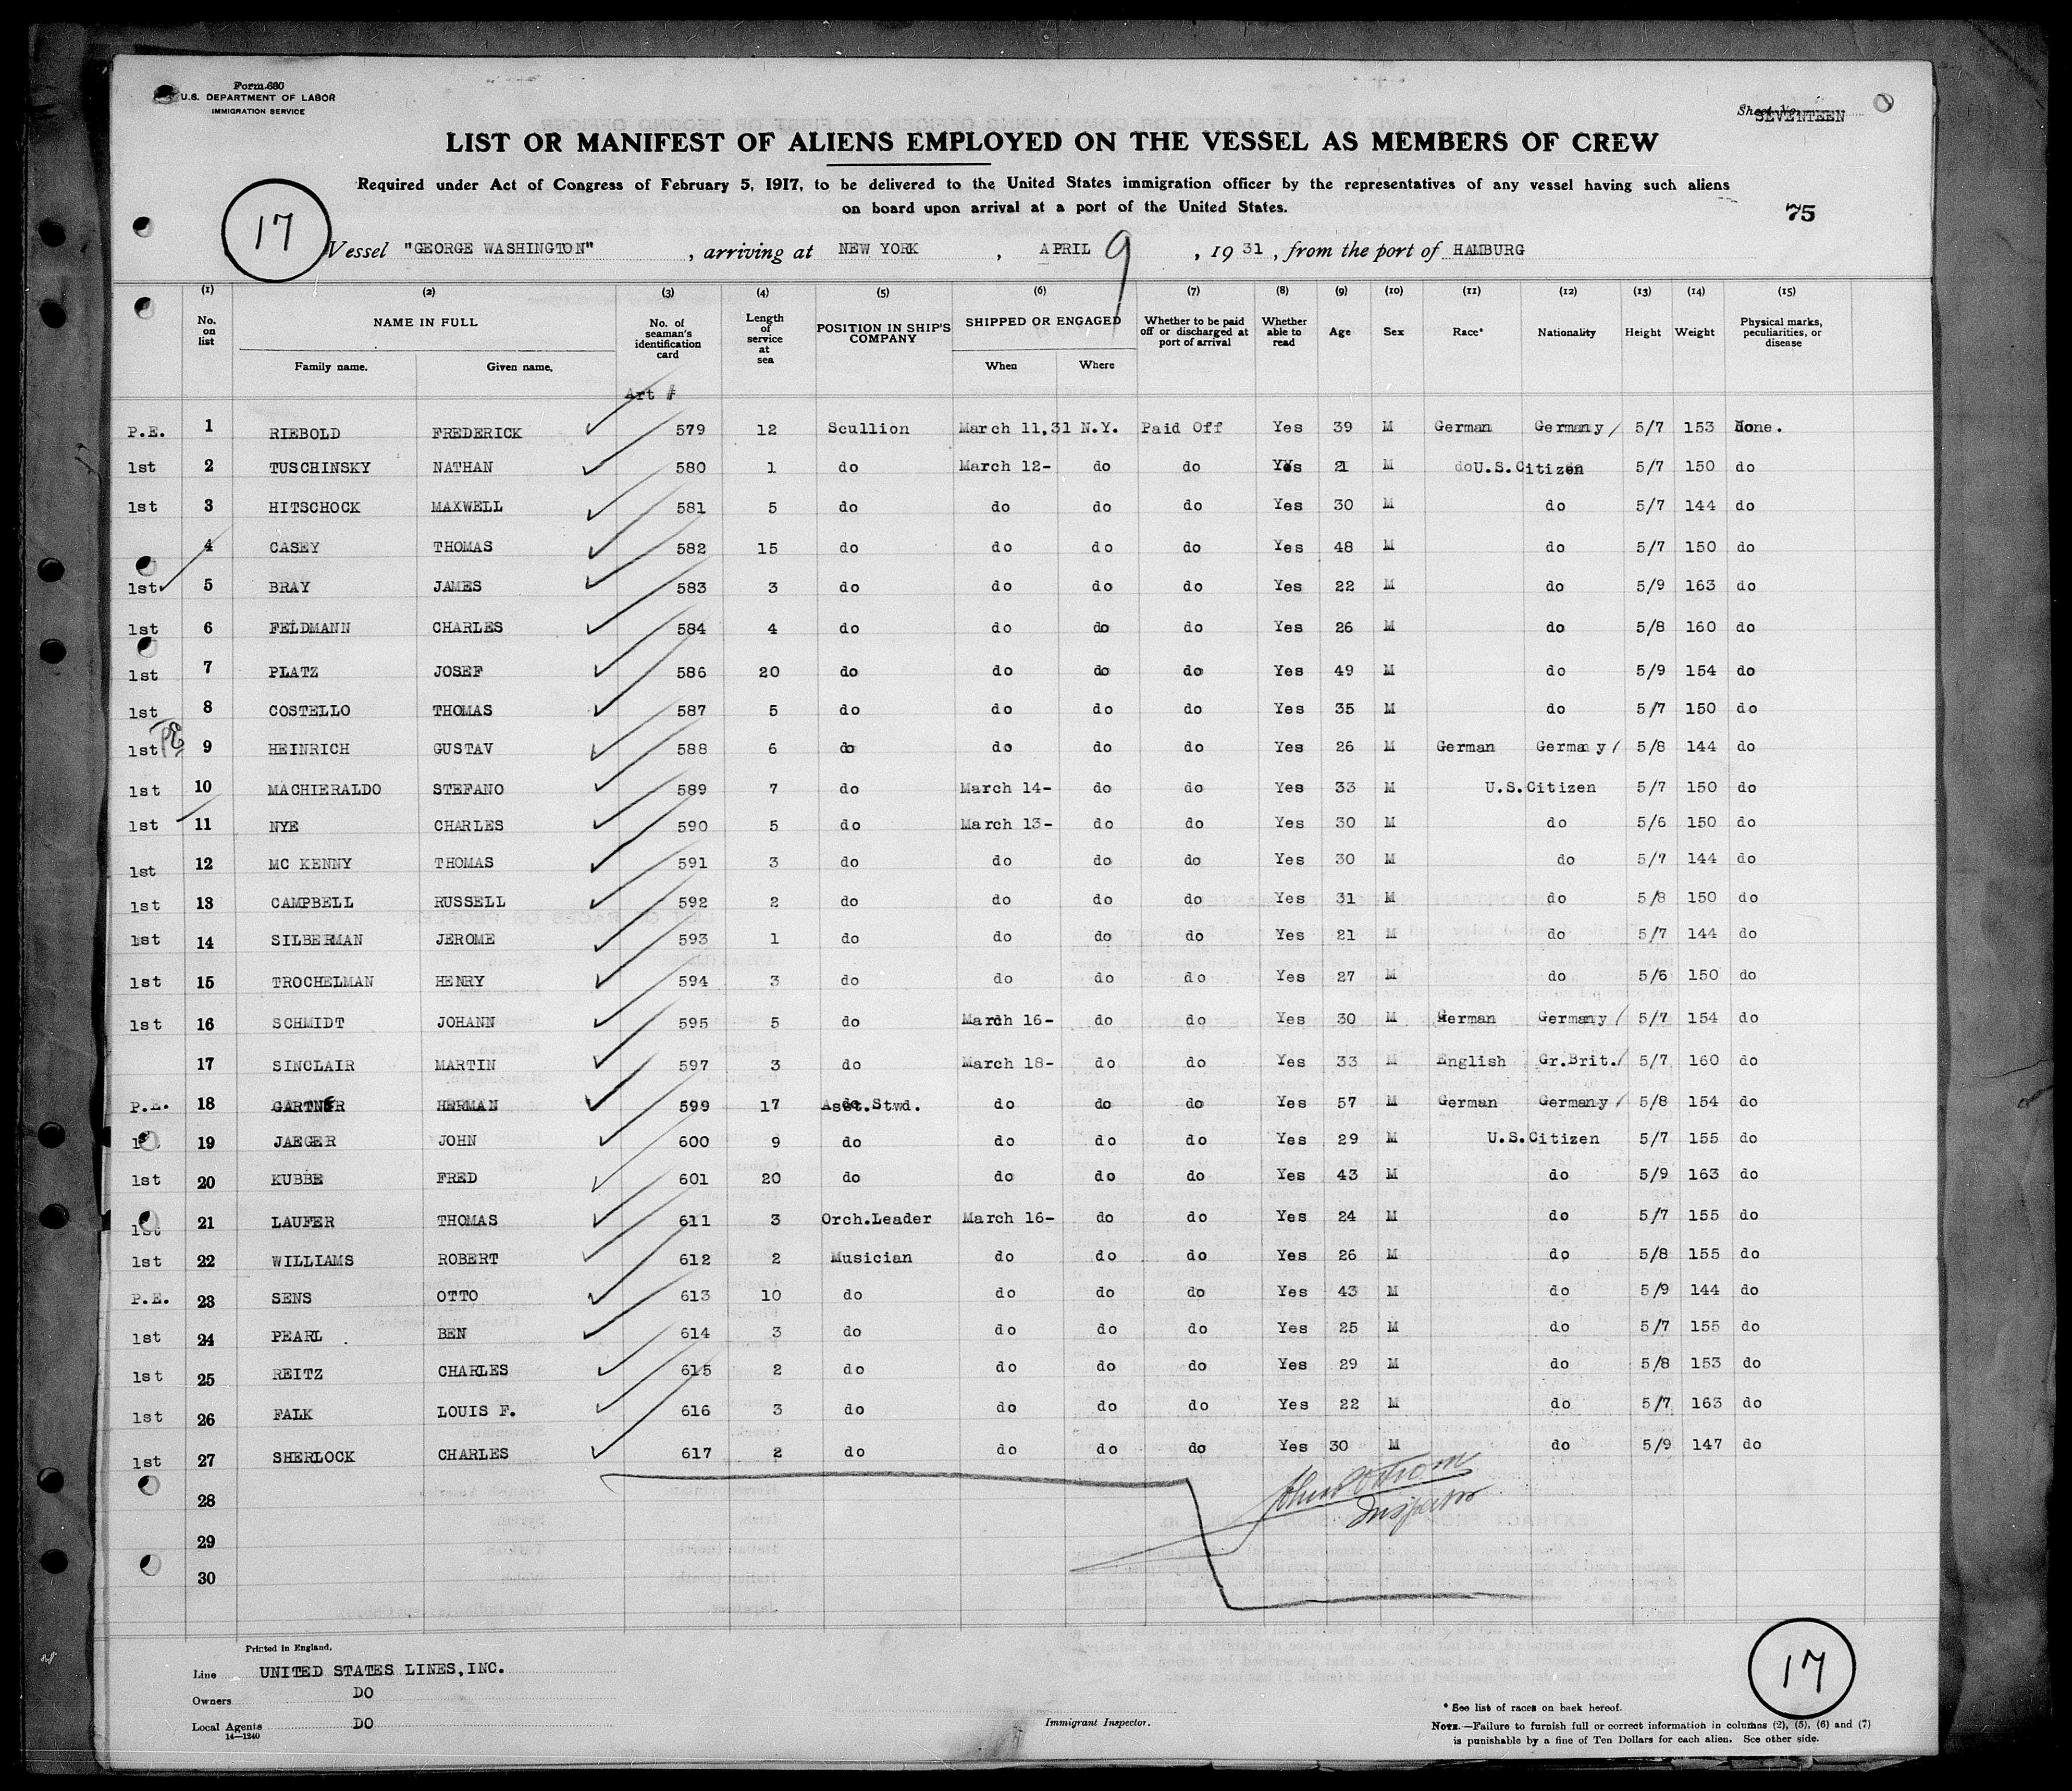 Form 680
U.S. DEPARTMENT OF LABOR
IMMIGRATION SERVICE
Sheet No. SEVENTEEN
LIST OR MANIFEST OF ALIENS EMPLOYED ON THE VESSEL AS MEMBERS OF CREW
Required under Act of Congress of February 5, 1917, to be delivered to the United States immigration officer by the representatives of any vessel having such aliens
on board upon arrival at a port of the United States.
75
17
Vessel "GEORGE WASHINGTON", arriving at NEW YORK, APRIL 9, 1931, from the port of HAMBURG
(1) (2) (3) (4) (5) (6) (7) (8) (9) (10) (11) (12) (13) (14) (15)
No. on list NAME IN FULL Family name. Given name. No. of seaman's identification card Length of service at sea POSITION IN SHIP'S COMPANY SHIPPED OR ENGAGED When Where Whether to be paid off or discharged at port of arrival Whether able to read Age Sex Race* Nationality Height Weight Physical marks, peculiarities, or disease
Art #
P.E. 1 RIEBOLD FREDERICK 579 12 Scullion March 11,31 N.Y. Paid Off Yes 39 M German Germany 5/7 153 None.
1st 2 TUSCHINSKY NATHAN 580 1 do March 12- do do Yes 21 M do U.S.Citizen 5/7 150 do
1st 3 HITSCHOCK MAXWELL 581 5 do do do do Yes 30 M do 5/7 144 do
4 CASEY THOMAS 582 15 do do do do Yes 48 M do 5/7 150 do
1st 5 BRAY JAMES 583 3 do do do do Yes 22 M do 5/9 163 do
1st 6 FELDMANN CHARLES 584 4 do do do do Yes 26 M do 5/8 160 do
1st 7 PLATZ JOSEF 586 20 do do do do Yes 49 M do 5/9 154 do
1st 8 COSTELLO THOMAS 587 5 do do do do Yes 35 M do 5/7 150 do
1st PE 9 HEINRICH GUSTAV 588 6 do do do do Yes 26 M German Germa y 5/8 144 do
1st 10 MACHIERALDO STEFANO 589 7 do March 14- do do Yes 33 M U.S.Citizen 5/7 150 do
1st 11 NYE CHARLES 590 5 do March 13- do do Yes 30 M do 5/6 150 do
1st 12 MC KENNY THOMAS 591 3 do do do do Yes 30 M do 5/7 144 do
1st 13 CAMPBELL RUSSELL 592 2 do do do do Yes 31 M do 5/8 150 do
1st 14 SILBERMAN JEROME 593 1 do do do do Yes 21 M do 5/7 144 do
1st 15 TROCHELMAN HENRY 594 3 do do do do Yes 27 M do 5/6 150 do
1st 16 SCHMIDT JOHANN 595 5 do March 16- do do Yes 30 M German Germany 5/7 154 do
17 SINCLAIR MARTIN 597 3 do March 18- do do Yes 33 M English Gr.Brit. 5/7 160 do
P.E. 18 GARTNER HERMAN 599 17 Asst.Stwd. do do do Yes 57 M German Germany 5/8 154 do
19 JAEGER JOHN 600 9 do do do do Yes 29 M U.S.Citizen 5/7 155 do
1st 20 KUBBE FRED 601 20 do do do do Yes 43 M do 5/9 163 do
1st 21 LAUFER THOMAS 611 3 Orch.Leader March 16- do do Yes 24 M do 5/7 155 do
1st 22 WILLIAMS ROBERT 612 2 Musician do do do Yes 26 M do 5/8 155 do
P.E. 23 SENS OTTO 613 10 do do do do Yes 43 M do 5/9 144 do
1st 24 PEARL BEN 614 3 do do do do Yes 25 M do 5/7 155 do
1st 25 REITZ CHARLES 615 2 do do do do Yes 29 M do 5/8 153 do
1st 26 FALK LOUIS F. 616 3 do do do do Yes 22 M do 5/7 163 do
1st 27 SHERLOCK CHARLES 617 2 do do do do Yes 30 M do 5/9 147 do
28
Inspector
29
30
Printed in England.
Line UNITED STATES LINES, INC.
Owners DO
Local Agents DO
14—1240
Immigrant Inspector.
17
* See list of races on back hereof.
NOTE.—Failure to furnish full or correct information in columns (2), (5), (6) and (7)
is punishable by a fine of Ten Dollars for each alien. See other side.